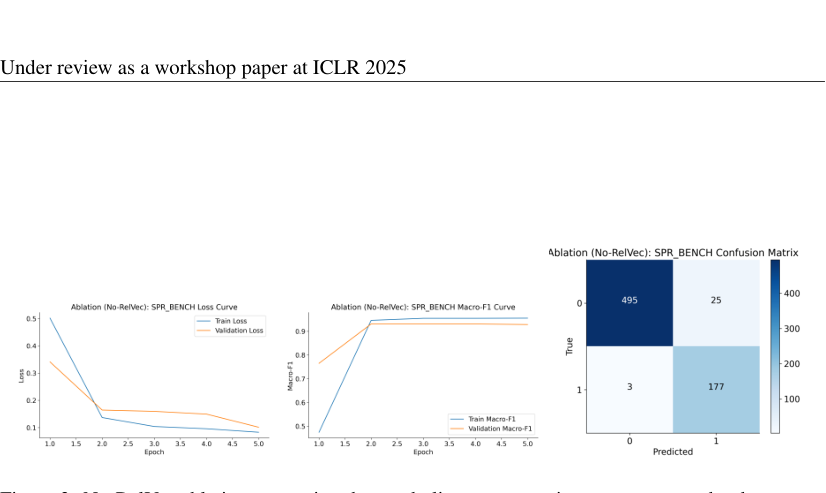 Under review as a workshop paper at ICLR 2025
Ablation (No-RelVec): SPR_BENCH Loss Curve
Train Loss
Validation Loss
0.5
0.4
0.3
0.2
0.1
Loss
1.0 1.5 2.0 2.5 3.0 3.5 4.0 4.5 5.0
Epoch
Ablation (No-RelVec): SPR_BENCH Macro-F1 Curve
0.9
0.8
0.7
0.6
0.5
Macro-F1
Train Macro-F1
Validation Macro-F1
1.0 1.5 2.0 2.5 3.0 3.5 4.0 4.5 5.0
Epoch
Ablation (No-RelVec): SPR_BENCH Confusion Matrix
0
1
True
495 25
3 177
0 1
Predicted
400
300
200
100